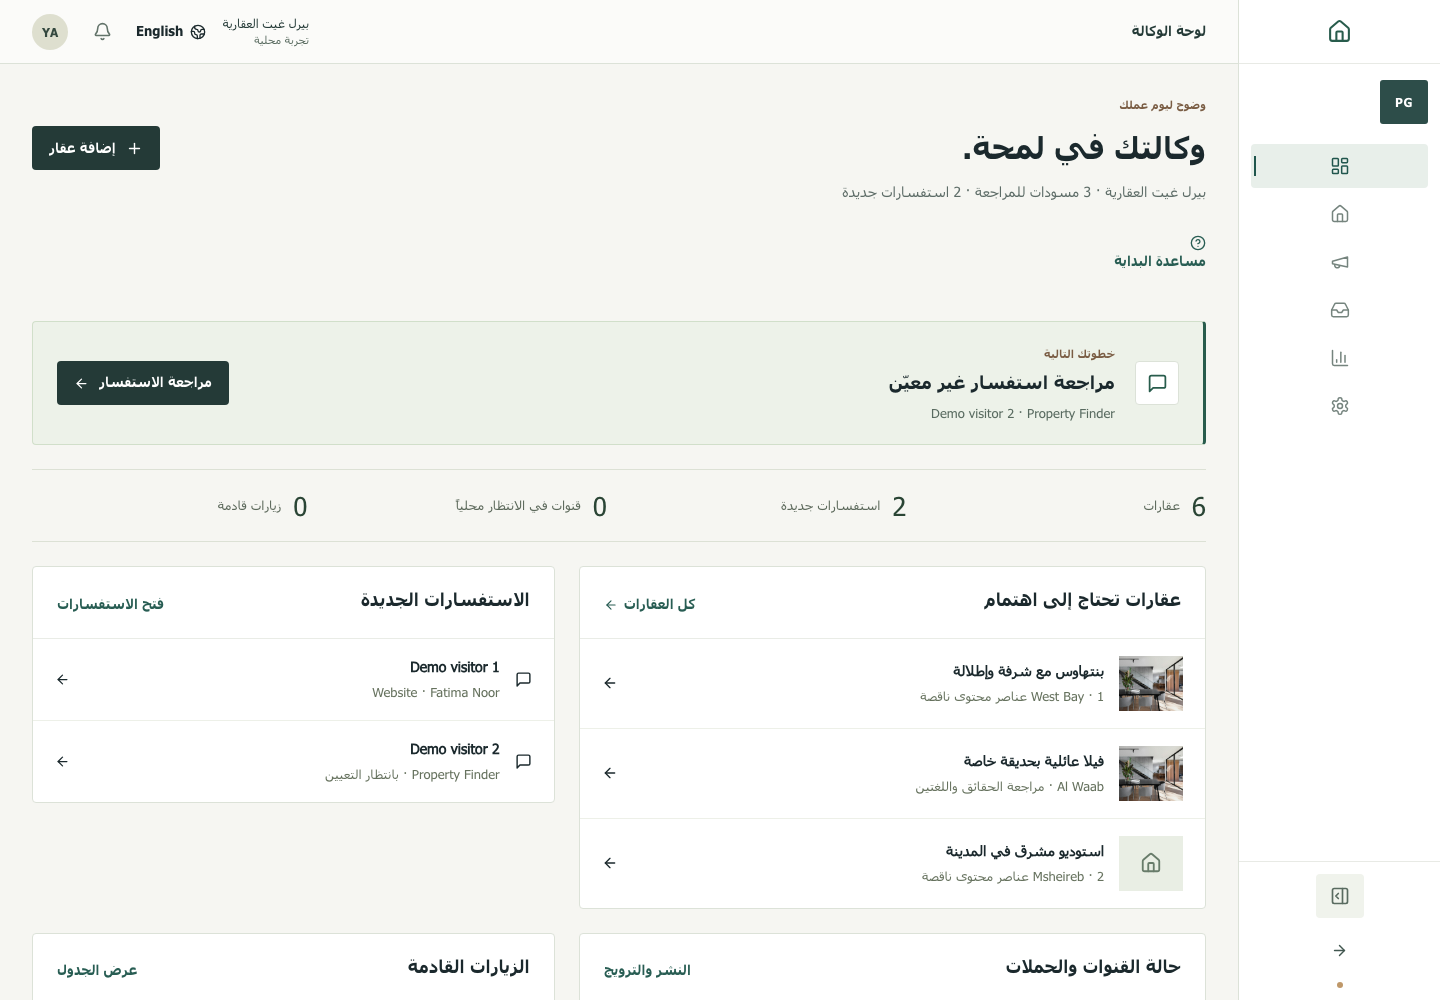 PG
لوحة الوكالة
بيرل غيت العقارية
تجربة محلية
English
YA
وضوح ليوم عملك
وكالتك في لمحة.
بيرل غيت العقارية · 3 مسودات للمراجعة · 2 استفسارات جديدة
إضافة عقار
مساعدة البداية
خطوتك التالية
مراجعة استفسار غير معيّن
Demo visitor 2 · Property Finder
مراجعة الاستفسار
6 عقارات
2 استفسارات جديدة
0 قنوات في الانتظار محلياً
0 زيارات قادمة
عقارات تحتاج إلى اهتمام
كل العقارات
بنتهاوس مع شرفة وإطلالة
West Bay · 1 عناصر محتوى ناقصة
فيلا عائلية بحديقة خاصة
Al Waab · مراجعة الحقائق واللغتين
استوديو مشرق في المدينة
Msheireb · 2 عناصر محتوى ناقصة
الاستفسارات الجديدة
فتح الاستفسارات
Demo visitor 1
Website · Fatima Noor
Demo visitor 2
Property Finder · بانتظار التعيين
حالة القنوات والحملات
النشر والترويج
الزيارات القادمة
عرض الجدول